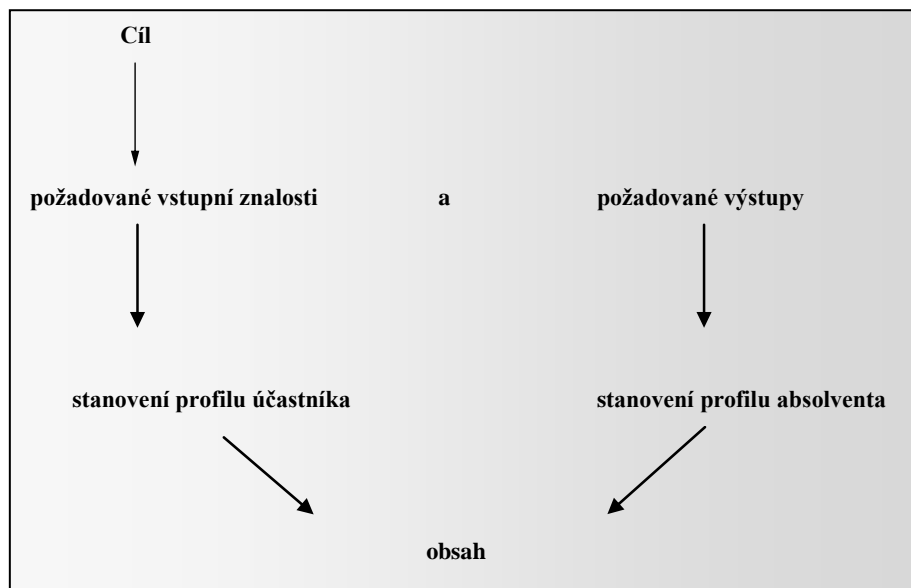 Cíl
požadované vstupní znalosti a požadované výstupy
stanovení profilu účastníka stanovení profilu absolventa
obsah